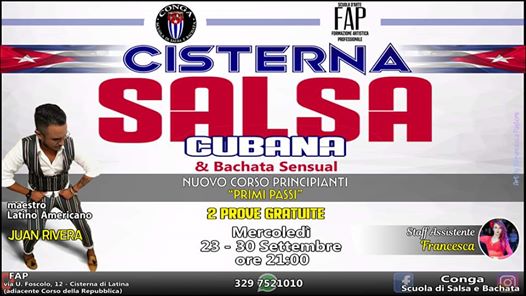 CONGA
SCUOLA D'ARTE
FAP
FORMAZIONE ARTISTICA
PROFESSIONALE
CISTERNA
SALSA
CUBANA
& Bachata Sensual
NUOVO CORSO PRINCIPIANTI
"PRIMI PASSI"
2 PROVE GRATUITE
Mercoledì
23 - 30 Settembre
ore 21:00
maestro
Latino Americano
JUAN RIVERA
Staff Assistente
Francesca
FAP
via U. Foscolo, 12 - Cisterna di Latina
(adiacente Corso della Repubblica)
329 7521010
Conga
Scuola di Salsa e Bachata